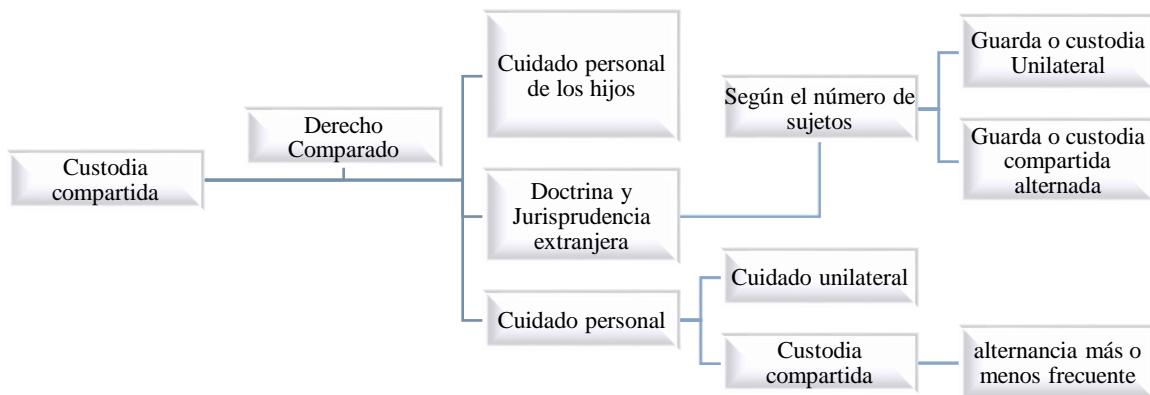 Custodia
compartida
Derecho
Comparado
Cuidado personal
de los hijos
Doctrina y
Jurisprudencia
extranjera
Según el número de
sujetos
Guarda o custodia
Unilateral
Guarda o custodia
compartida
alternada
Cuidado personal
Cuidado unilateral
Custodia
compartida
alternancia más o
menos frecuente